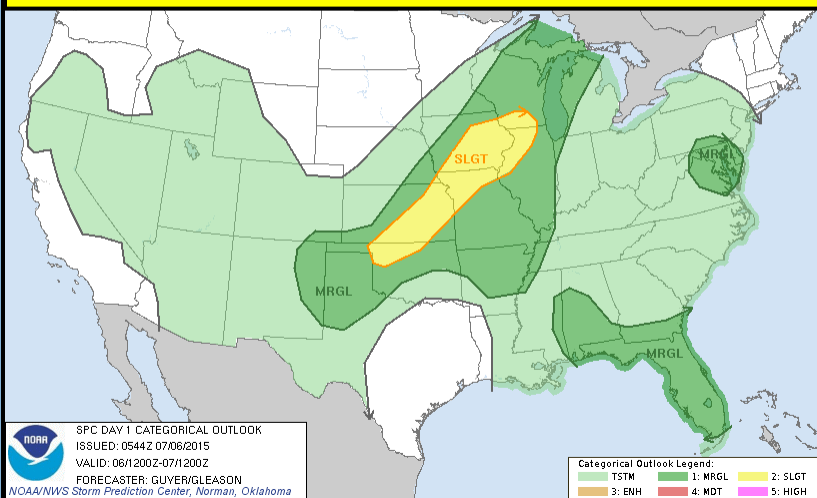 MRGL
SLGT
MRGL
MRGL
NOAA
SPC DAY 1 CATEGORICAL OUTLOOK
ISSUED: 0544Z 07/06/2015
VALID: 06/1200Z-07/1200Z
FORECASTER: GUYER/GLEASON
NOAA/NWS Storm Prediction Center, Norman, Oklahoma
Categorical Outlook Legend:
TSTM 1: MRGL 2: SLGT
3: ENH 4: MDT 5: HIGH